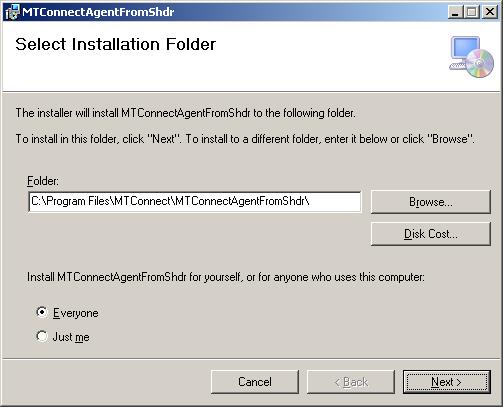 MTConnectAgentFromShdr
Select Installation Folder
The installer will install MTConnectAgentFromShdr to the following folder.
To install in this folder, click "Next". To install to a different folder, enter it below or click "Browse".
Folder:
C:\Program Files\MTConnect\MTConnectAgentFromShdr\
Browse...
Disk Cost...
Install MTConnectAgentFromShdr for yourself, or for anyone who uses this computer:
Everyone
Just me
Cancel
< Back
Next >